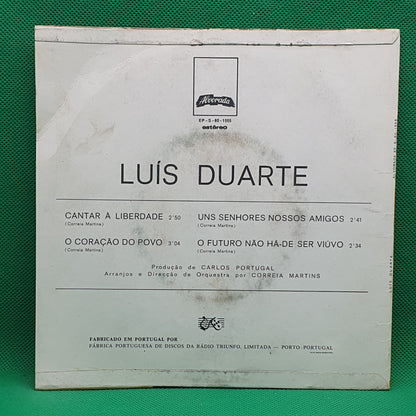 Alvorada
EP-S-60-1505
estéreo
LUÍS DUARTE
CANTAR À LIBERDADE 2'50
(Correia Martins)
O CORAÇÃO DO POVO 3'04
(Correia Martins)
UNS SENHORES NOSSOS AMIGOS 2'41
(Correia Martins)
O FUTURO NÃO HÁ-DE SER VIÚVO 2'34
(Correia Martins)
Produção de CARLOS PORTUGAL
Arranjos e Direcção de Orquestra por CORREIA MARTINS
FABRICADO EM PORTUGAL POR
FÁBRICA PORTUGUESA DE DISCOS DA RÁDIO TRIUNFO, LIMITADA — PORTO-PORTUGAL